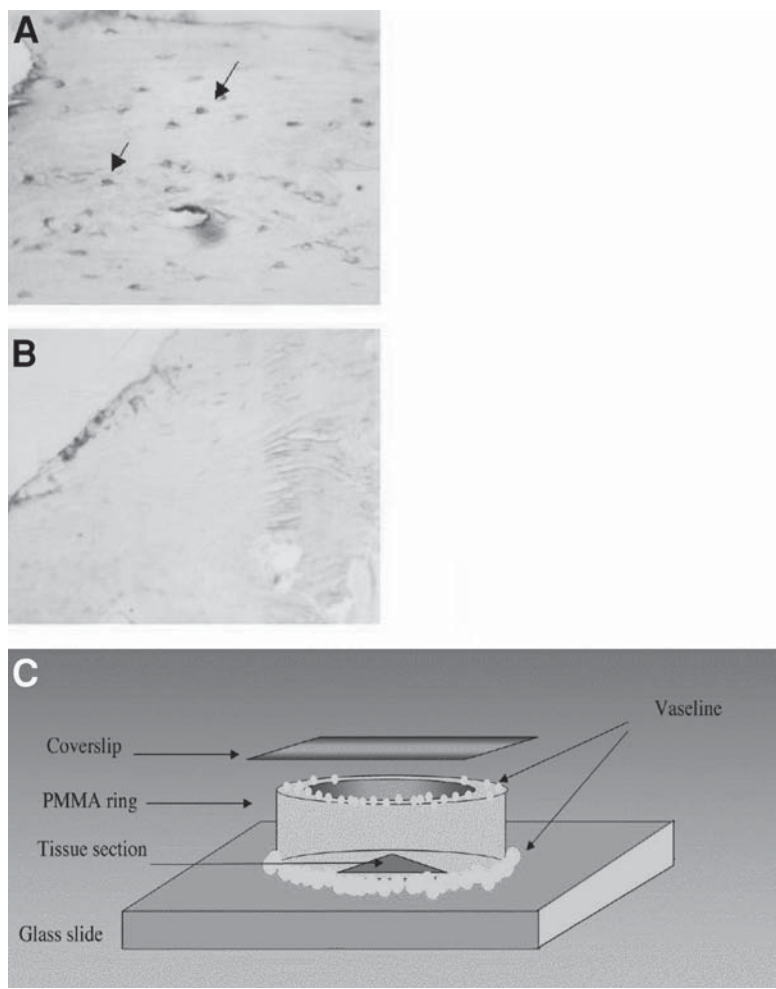 A
B
C
Vaseline
Coverslip
PMMA ring
Tissue section
Glass slide